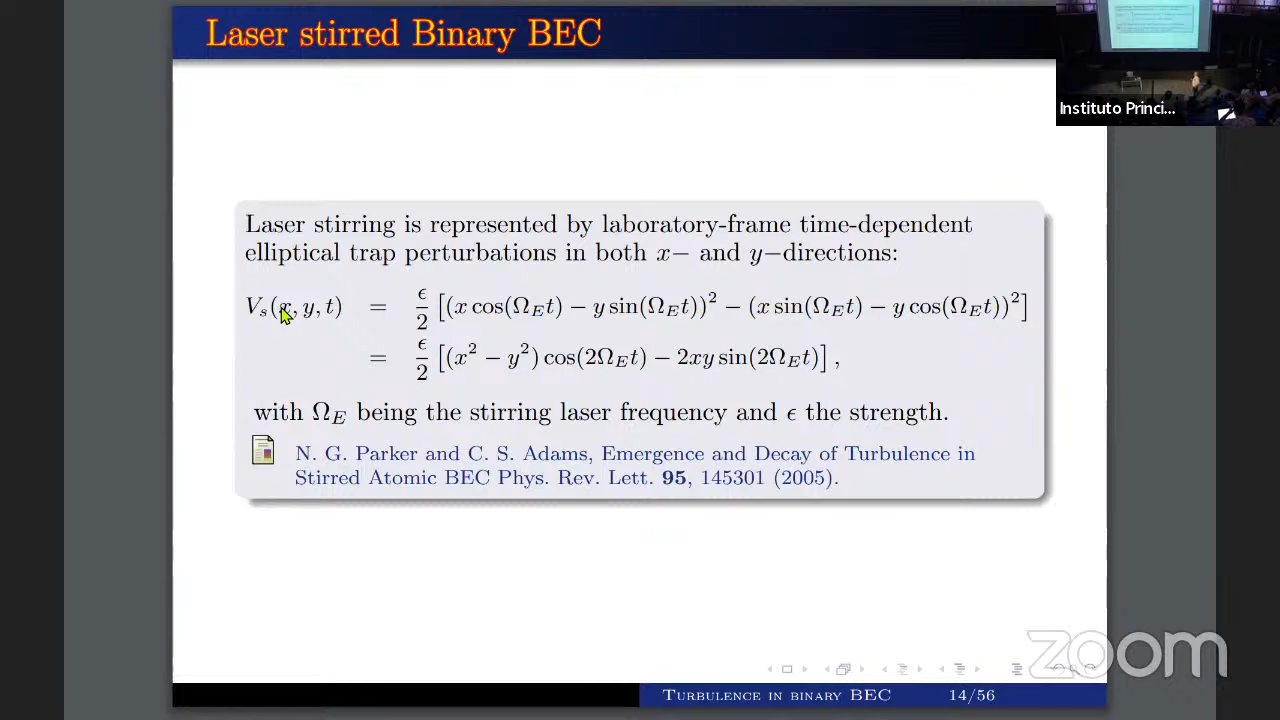 Laser stirred Binary BEC
Instituto Princi...
Laser stirring is represented by laboratory-frame time-dependent
elliptical trap perturbations in both x− and y−directions:
V_s(x, y, t) = ϵ/2 [(x cos(Ω_E t) − y sin(Ω_E t))² − (x sin(Ω_E t) − y cos(Ω_E t))²]
= ϵ/2 [(x² − y²) cos(2Ω_E t) − 2xy sin(2Ω_E t)] ,
with Ω_E being the stirring laser frequency and ϵ the strength.
N. G. Parker and C. S. Adams, Emergence and Decay of Turbulence in
Stirred Atomic BEC Phys. Rev. Lett. 95, 145301 (2005).
zoom
Turbulence in binary BEC 14/56